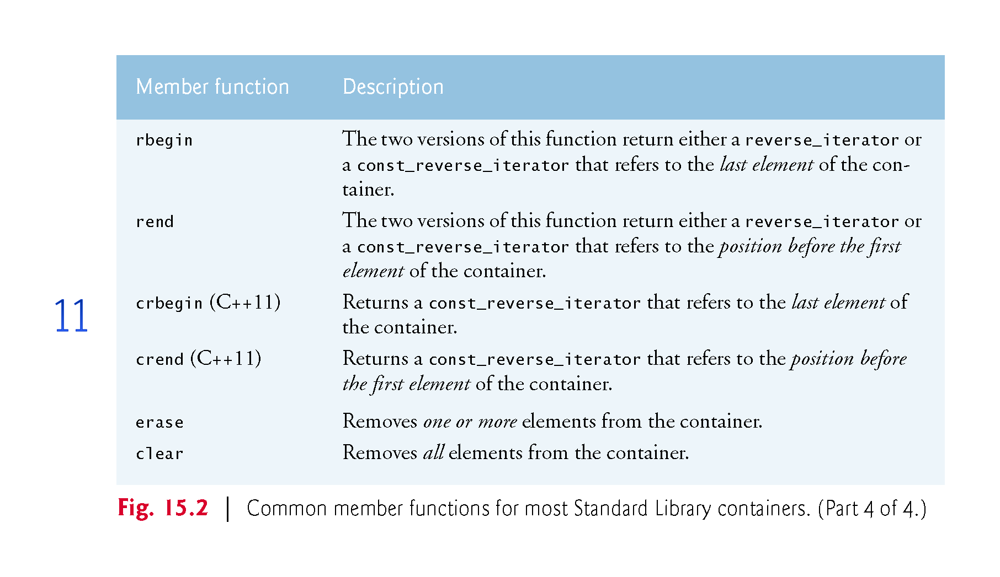 Member function Description
rbegin The two versions of this function return either a reverse_iterator or
a const_reverse_iterator that refers to the last element of the con-
tainer.
rend The two versions of this function return either a reverse_iterator or
a const_reverse_iterator that refers to the position before the first
element of the container.
11 crbegin (C++11) Returns a const_reverse_iterator that refers to the last element of
the container.
crend (C++11) Returns a const_reverse_iterator that refers to the position before
the first element of the container.
erase Removes one or more elements from the container.
clear Removes all elements from the container.
Fig. 15.2 | Common member functions for most Standard Library containers. (Part 4 of 4.)